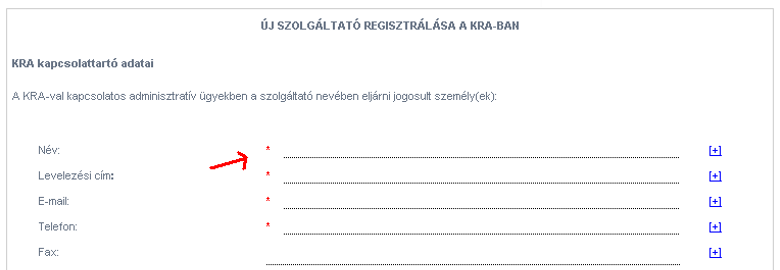 ÚJ SZOLGÁLTATÓ REGISZTRÁLÁSA A KRA-BAN
KRA kapcsolattartó adatai
A KRA-val kapcsolatos adminisztratív ügyekben a szolgáltató nevében eljárni jogosult személy(ek):
Név: * [+]
Levelezési cím: * [+]
E-mail: * [+]
Telefon: * [+]
Fax: [+]